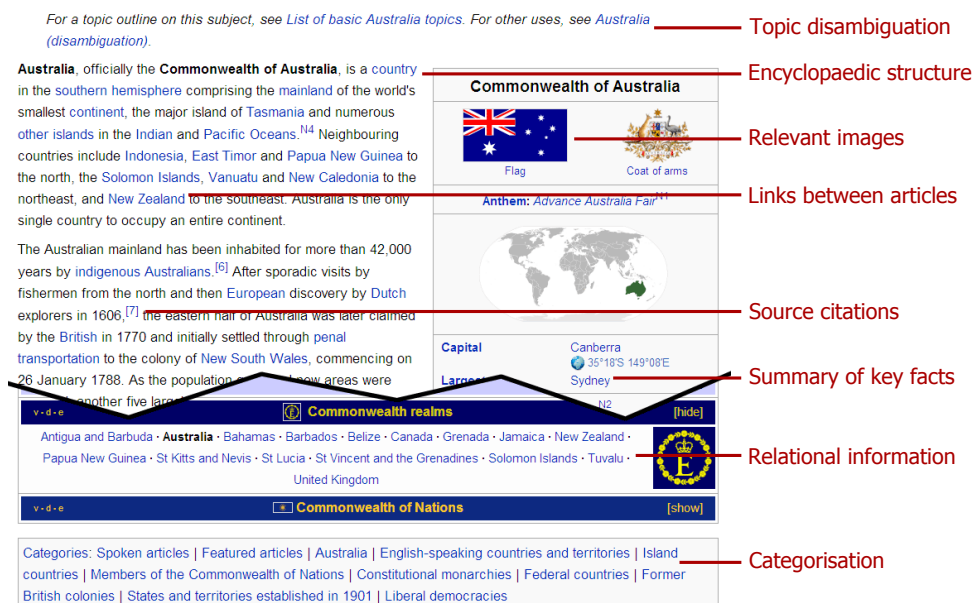 For a topic outline on this subject, see List of basic Australia topics. For other uses, see Australia
(disambiguation).
Topic disambiguation
Australia, officially the Commonwealth of Australia, is a country
in the southern hemisphere comprising the mainland of the world's
smallest continent, the major island of Tasmania and numerous
other islands in the Indian and Pacific Oceans.N4 Neighbouring
countries include Indonesia, East Timor and Papua New Guinea to
the north, the Solomon Islands, Vanuatu and New Caledonia to the
northeast, and New Zealand to the southeast. Australia is the only
single country to occupy an entire continent.
The Australian mainland has been inhabited for more than 42,000
years by indigenous Australians.[6] After sporadic visits by
fishermen from the north and then European discovery by Dutch
explorers in 1606,[7] the eastern half of Australia was later claimed
by the British in 1770 and initially settled through penal
transportation to the colony of New South Wales, commencing on
26 January 1788. As the population new areas were
another five
Encyclopaedic structure
Commonwealth of Australia
Flag
Coat of arms
Relevant images
Links between articles
Anthem: Advance Australia FairN1
Source citations
Capital
Canberra
35°18'S 149°08'E
Largest
Sydney
N2
Summary of key facts
v · d · e
Commonwealth realms
[hide]
Antigua and Barbuda · Australia · Bahamas · Barbados · Belize · Canada · Grenada · Jamaica · New Zealand ·
Papua New Guinea · St Kitts and Nevis · St Lucia · St Vincent and the Grenadines · Solomon Islands · Tuvalu ·
United Kingdom
E
Relational information
v · d · e
Commonwealth of Nations
[show]
Categories: Spoken articles | Featured articles | Australia | English-speaking countries and territories | Island
countries | Members of the Commonwealth of Nations | Constitutional monarchies | Federal countries | Former
British colonies | States and territories established in 1901 | Liberal democracies
Categorisation